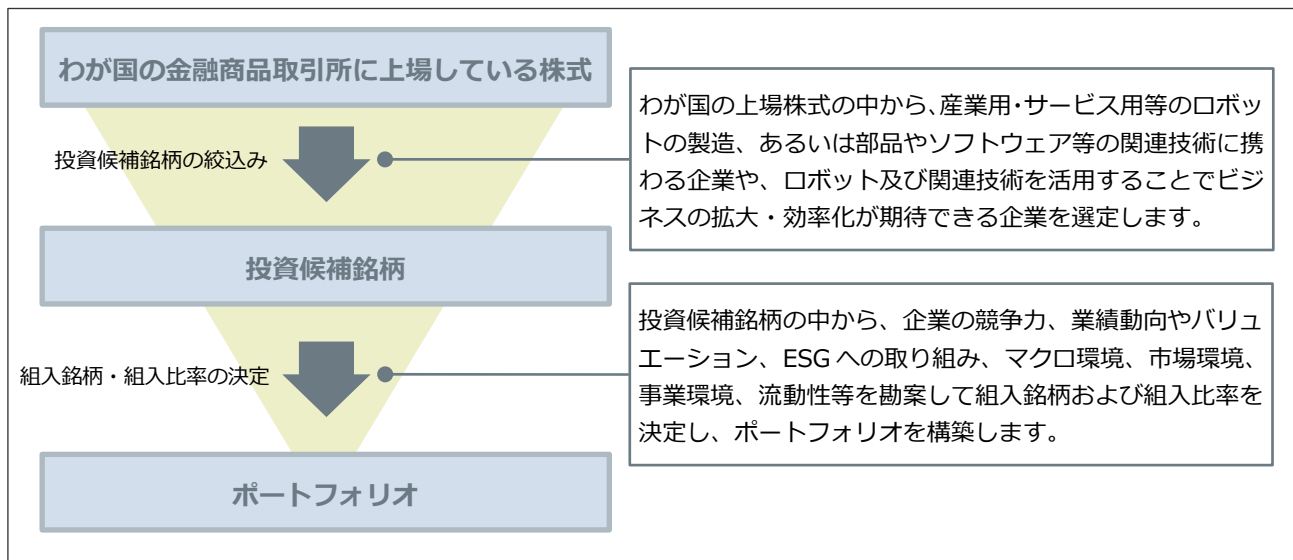 わが国の金融商品取引所に上場している株式
投資候補銘柄の絞込み
わが国の上場株式の中から、産業用・サービス用等のロボッ
トの製造、あるいは部品やソフトウェア等の関連技術に携
わる企業や、ロボット及び関連技術を活用することでビジ
ネスの拡大・効率化が期待できる企業を選定します。
投資候補銘柄
組入銘柄・組入比率の決定
投資候補銘柄の中から、企業の競争力、業績動向やバリュ
エーション、ESG への取り組み、マクロ環境、市場環境、
事業環境、流動性等を勘案して組入銘柄および組入比率を
決定し、ポートフォリオを構築します。
ポートフォリオ